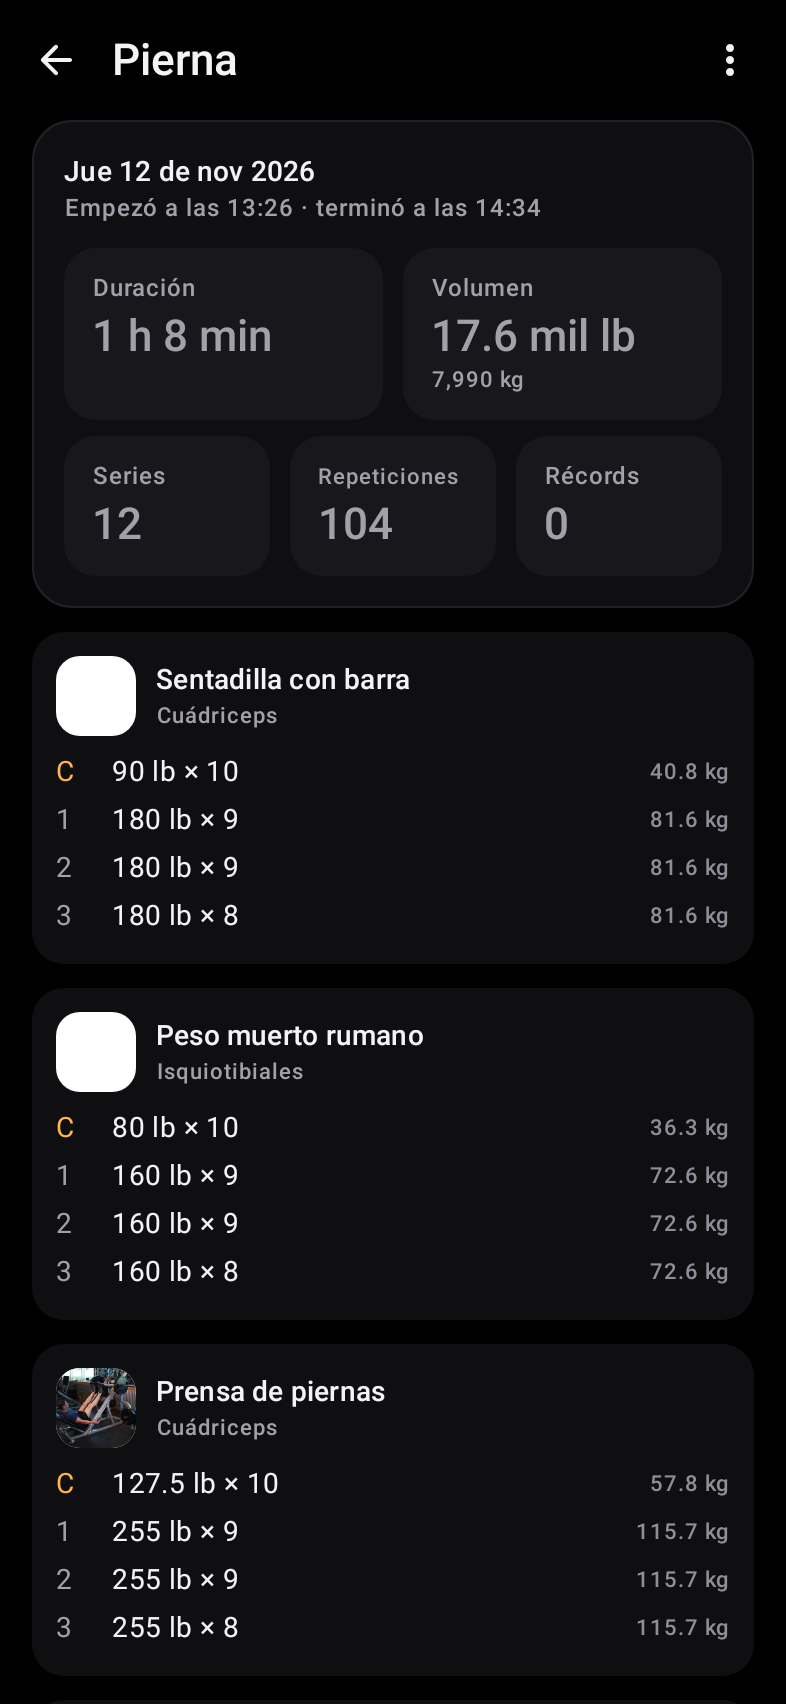 Pierna
Jue 12 de nov 2026
Empezó a las 13:26 · terminó a las 14:34
Duración
1 h 8 min
Volumen
17.6 mil lb
7,990 kg
Series
12
Repeticiones
104
Récords
0
Sentadilla con barra
Cuádriceps
C 90 lb × 10 40.8 kg
1 180 lb × 9 81.6 kg
2 180 lb × 9 81.6 kg
3 180 lb × 8 81.6 kg
Peso muerto rumano
Isquiotibiales
C 80 lb × 10 36.3 kg
1 160 lb × 9 72.6 kg
2 160 lb × 9 72.6 kg
3 160 lb × 8 72.6 kg
Prensa de piernas
Cuádriceps
C 127.5 lb × 10 57.8 kg
1 255 lb × 9 115.7 kg
2 255 lb × 9 115.7 kg
3 255 lb × 8 115.7 kg